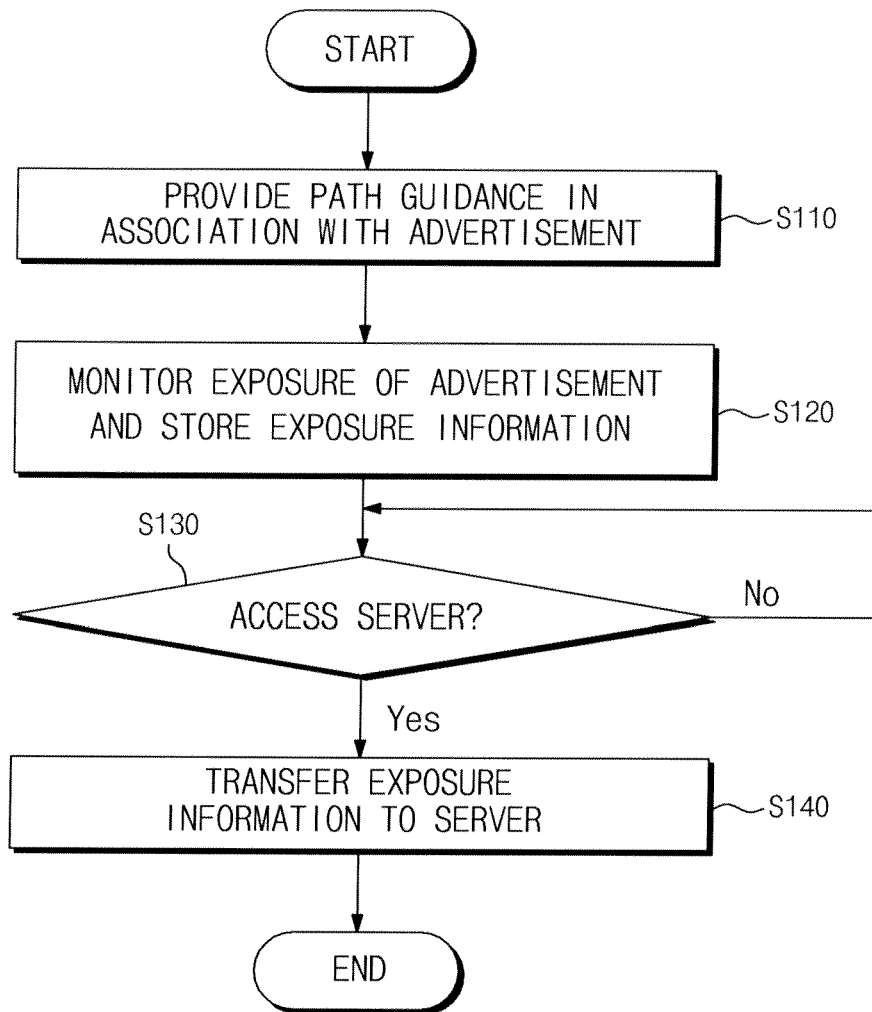 START
PROVIDE PATH GUIDANCE IN
ASSOCIATION WITH ADVERTISEMENT
S110
MONITOR EXPOSURE OF ADVERTISEMENT
AND STORE EXPOSURE INFORMATION
S120
S130
ACCESS SERVER?
No
Yes
TRANSFER EXPOSURE
INFORMATION TO SERVER
S140
END